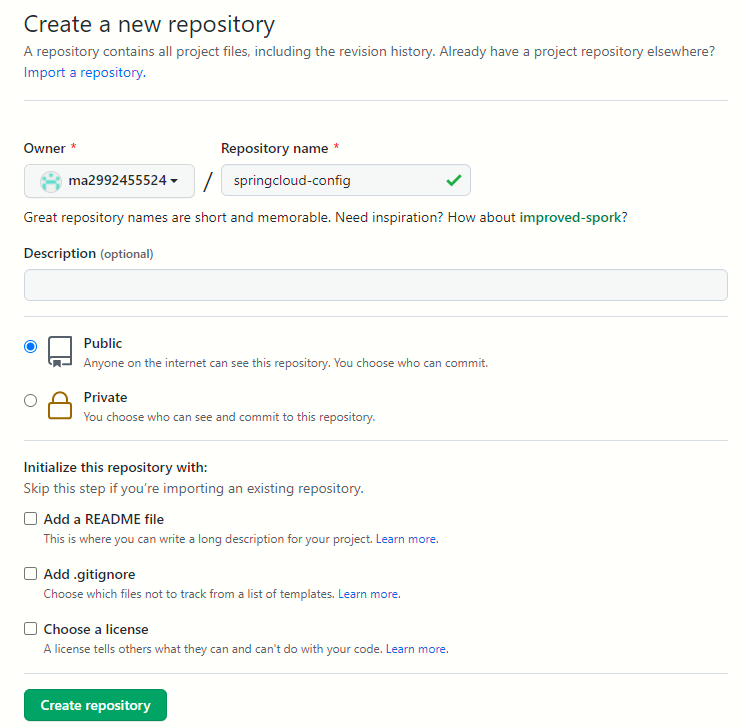 Create a new repository
A repository contains all project files, including the revision history. Already have a project repository elsewhere?
Import a repository.
Owner *
Repository name *
ma2992455524
/
springcloud-config
Great repository names are short and memorable. Need inspiration? How about improved-spork?
Description (optional)
Public
Anyone on the internet can see this repository. You choose who can commit.
Private
You choose who can see and commit to this repository.
Initialize this repository with:
Skip this step if you're importing an existing repository.
Add a README file
This is where you can write a long description for your project. Learn more.
Add .gitignore
Choose which files not to track from a list of templates. Learn more.
Choose a license
A license tells others what they can and can't do with your code. Learn more.
Create repository